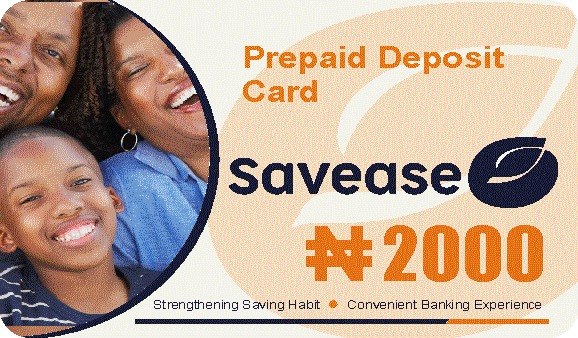 Prepaid Deposit
Card
Savease
₦2000
Strengthening Saving Habit ● Convenient Banking Experience